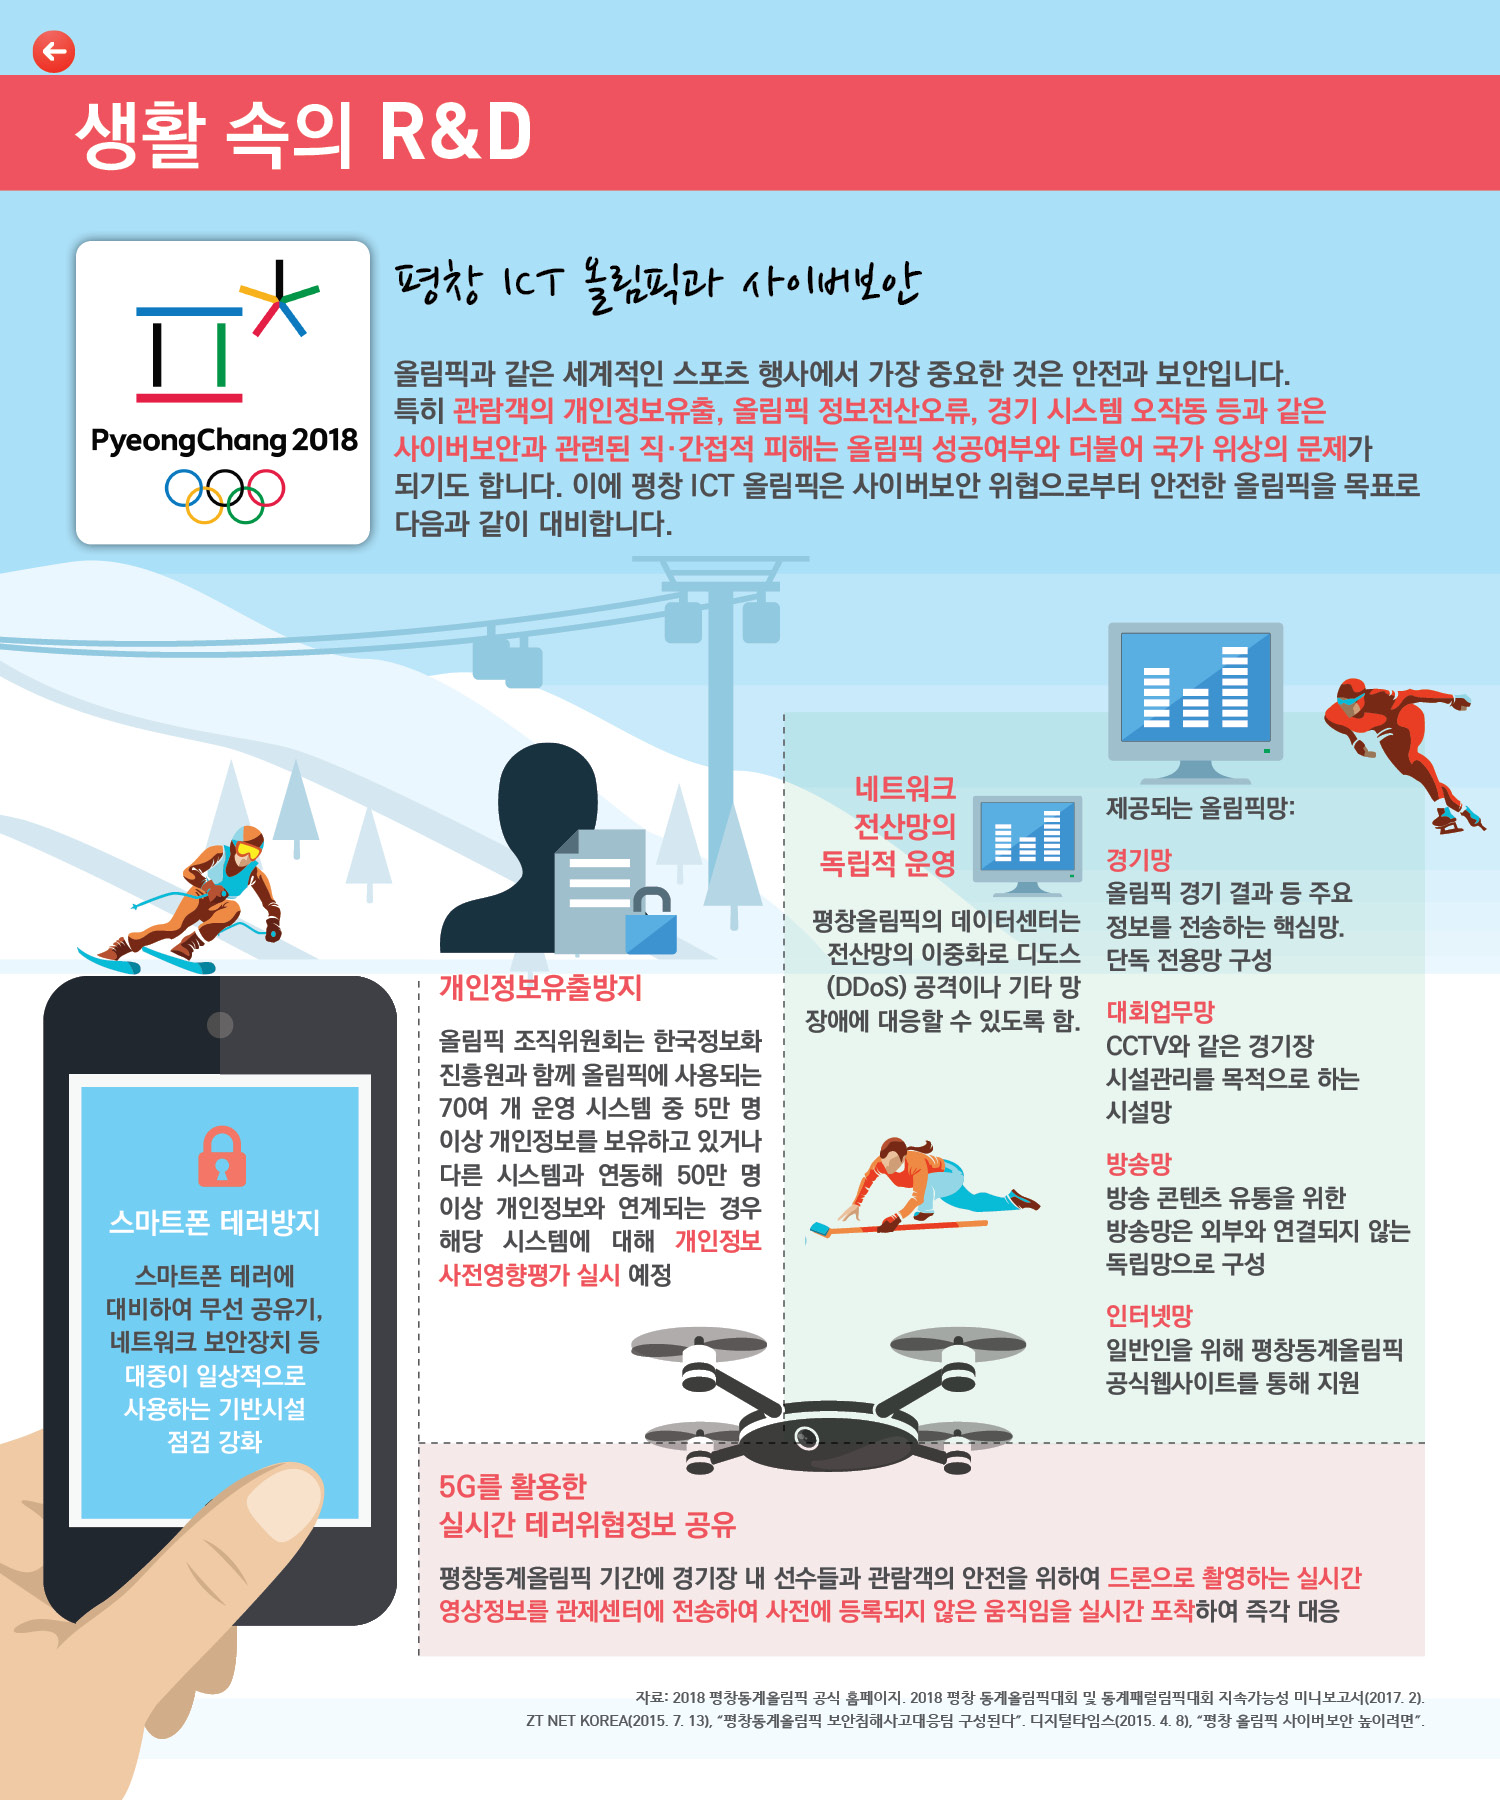 생활 속의 R&D
PyeongChang 2018
평창 ICT 올림픽과 사이버보안
올림픽과 같은 세계적인 스포츠 행사에서 가장 중요한 것은 안전과 보안입니다.
특히 관람객의 개인정보유출, 올림픽 정보전산오류, 경기 시스템 오작동 등과 같은
사이버보안과 관련된 직·간접적 피해는 올림픽 성공여부와 더불어 국가 위상의 문제가
되기도 합니다. 이에 평창 ICT 올림픽은 사이버보안 위협으로부터 안전한 올림픽을 목표로
다음과 같이 대비합니다.
스마트폰 테러방지
스마트폰 테러에
대비하여 무선 공유기,
네트워크 보안장치 등
대중이 일상적으로
사용하는 기반시설
점검 강화
개인정보유출방지
올림픽 조직위원회는 한국정보화
진흥원과 함께 올림픽에 사용되는
70여 개 운영 시스템 중 5만 명
이상 개인정보를 보유하고 있거나
다른 시스템과 연동해 50만 명
이상 개인정보와 연계되는 경우
해당 시스템에 대해 개인정보
사전영향평가 실시 예정
네트워크
전산망의
독립적 운영
평창올림픽의 데이터센터는
전산망의 이중화로 디도스
(DDoS) 공격이나 기타 망
장애에 대응할 수 있도록 함.
제공되는 올림픽망:
경기망
올림픽 경기 결과 등 주요
정보를 전송하는 핵심망.
단독 전용망 구성
대회업무망
CCTV와 같은 경기장
시설관리를 목적으로 하는
시설망
방송망
방송 콘텐츠 유통을 위한
방송망은 외부와 연결되지 않는
독립망으로 구성
인터넷망
일반인을 위해 평창동계올림픽
공식웹사이트를 통해 지원
5G를 활용한
실시간 테러위협정보 공유
평창동계올림픽 기간에 경기장 내 선수들과 관람객의 안전을 위하여 드론으로 촬영하는 실시간
영상정보를 관제센터에 전송하여 사전에 등록되지 않은 움직임을 실시간 포착하여 즉각 대응
자료: 2018 평창동계올림픽 공식 홈페이지. 2018 평창 동계올림픽대회 및 동계패럴림픽대회 지속가능성 미니보고서(2017. 2).
ZT NET KOREA(2015. 7. 13), “평창동계올림픽 보안침해사고대응팀 구성된다”. 디지털타임스(2015. 4. 8), “평창 올림픽 사이버보안 높이려면”.